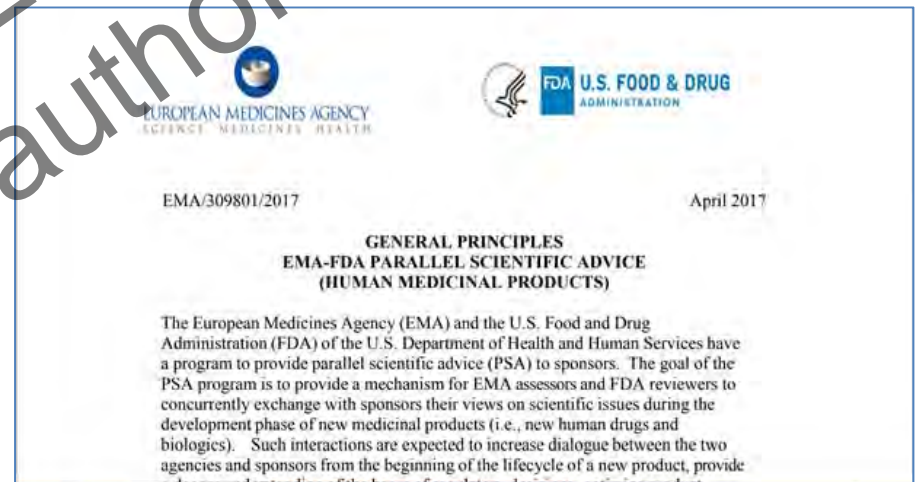 author
EUROPEAN MEDICINES AGENCY
SCIENCE MEDICINES HEALTH
FDA U.S. FOOD & DRUG
ADMINISTRATION
EMA/309801/2017 April 2017
GENERAL PRINCIPLES
EMA-FDA PARALLEL SCIENTIFIC ADVICE
(HUMAN MEDICINAL PRODUCTS)
The European Medicines Agency (EMA) and the U.S. Food and Drug
Administration (FDA) of the U.S. Department of Health and Human Services have
a program to provide parallel scientific advice (PSA) to sponsors. The goal of the
PSA program is to provide a mechanism for EMA assessors and FDA reviewers to
concurrently exchange with sponsors their views on scientific issues during the
development phase of new medicinal products (i.e., new human drugs and
biologics). Such interactions are expected to increase dialogue between the two
agencies and sponsors from the beginning of the lifecycle of a new product, provide